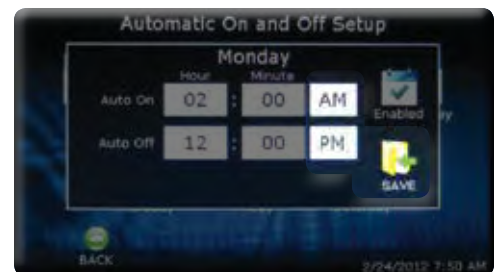 Automatic On and Off Setup
Monday
Hour Minute
Auto On 02 : 00 AM
Enabled
Auto Off 12 : 00 PM
SAVE
BACK
2/24/2012 7:50 AM